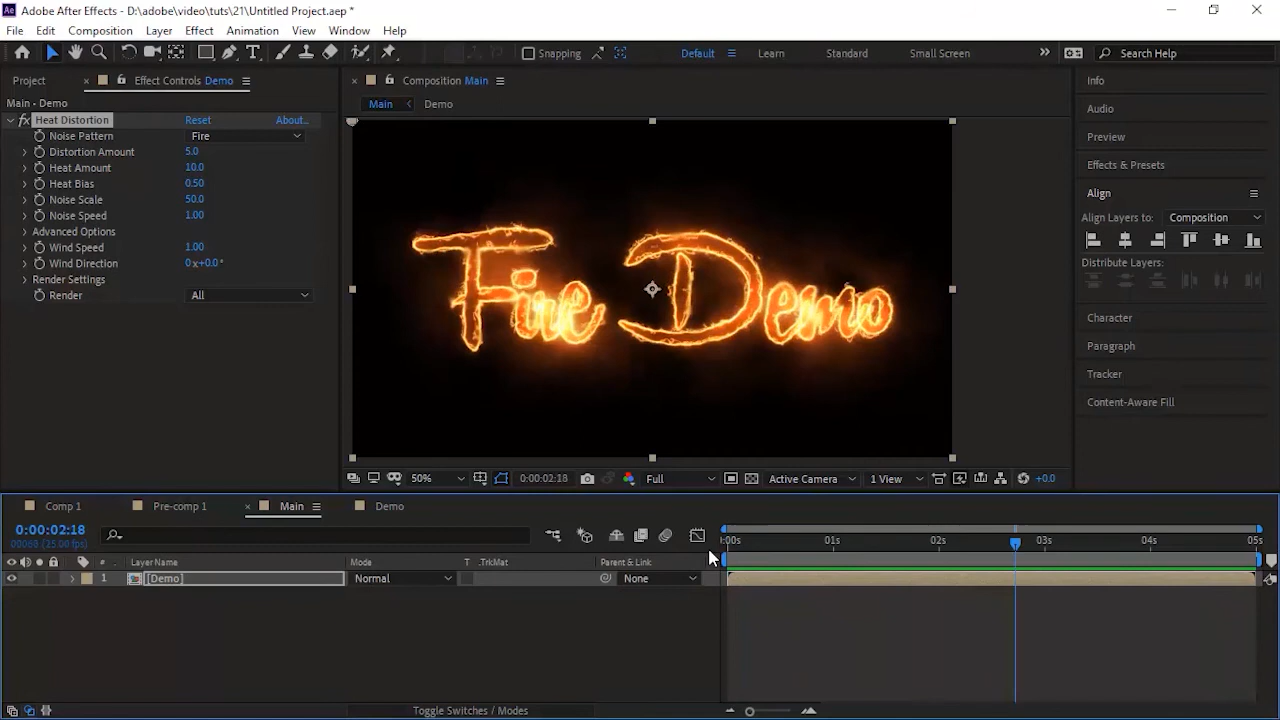 Adobe After Effects - D:\adobe\video\tuts\21\Untitled Project.aep *
File Edit Composition Layer Effect Animation View Window Help
Snapping Default Learn Standard Small Screen Search Help
Project Effect Controls Demo
Main • Demo
Heat Distortion Reset About...
Noise Pattern Fire
Distortion Amount 5.0
Heat Amount 10.0
Heat Bias 0.50
Noise Scale 50.0
Noise Speed 1.00
Advanced Options
Wind Speed 1.00
Wind Direction 0x+0.0°
Render Settings
Render All
Composition Main
Main Demo
Fire Demo
50% 0:00:02:18 Full Active Camera 1 View +0.0
Info
Audio
Preview
Effects & Presets
Align
Align Layers to: Composition
Distribute Layers:
Character
Paragraph
Tracker
Content-Aware Fill
Comp 1 Pre-comp 1 Main Demo
0:00:02:18
00068 (25.00 fps)
:00s 01s 02s 03s 04s 05s
# Layer Name Mode T .TrkMat Parent & Link
1 [Demo] Normal None
Toggle Switches / Modes